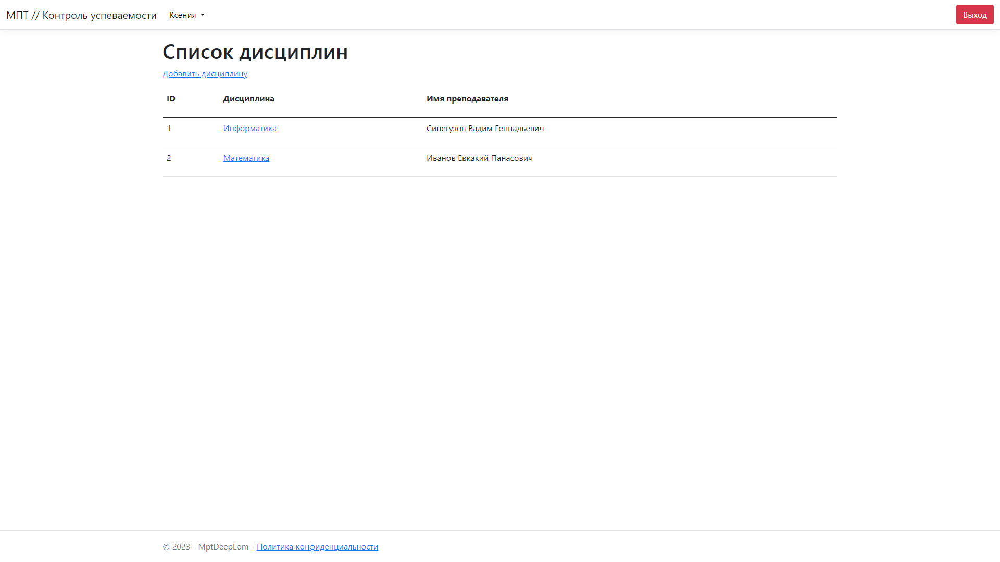 МПТ // Контроль успеваемости Ксения Выход
Список дисциплин
Добавить дисциплину
ID Дисциплина Имя преподавателя
1 Информатика Синегузов Вадим Геннадьевич
2 Математика Иванов Евкакий Панасович
© 2023 - MptDeepLom - Политика конфиденциальности